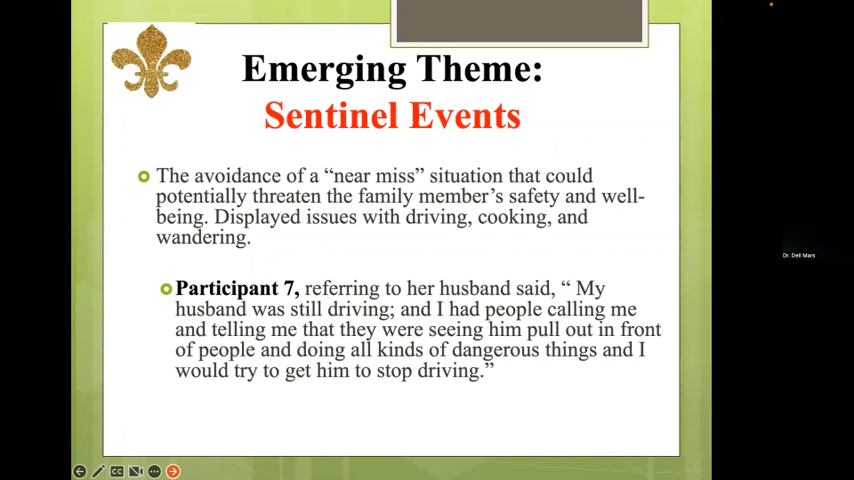 Emerging Theme:
Sentinel Events
The avoidance of a “near miss” situation that could
potentially threaten the family member’s safety and well-
being. Displayed issues with driving, cooking, and
wandering.
Participant 7, referring to her husband said, “ My
husband was still driving; and I had people calling me
and telling me that they were seeing him pull out in front
of people and doing all kinds of dangerous things and I
would try to get him to stop driving.”
Dr. Dell Mars
CC